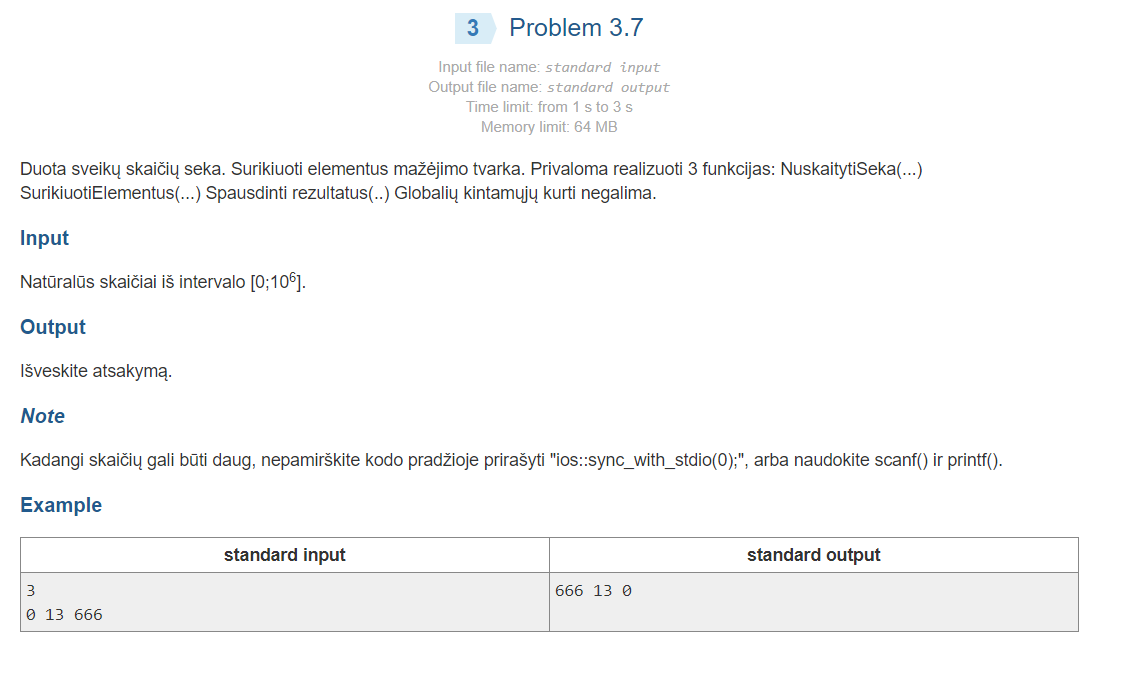 3 Problem 3.7
Input file name: standard input
Output file name: standard output
Time limit: from 1 s to 3 s
Memory limit: 64 MB
Duota sveikų skaičių seka. Surikiuoti elementus mažėjimo tvarka. Privaloma realizuoti 3 funkcijas: NuskaitytiSeka(...)
SurikiuotiElementus(...) Spausdinti rezultatus(..) Globalių kintamųjų kurti negalima.
Input
Natūralūs skaičiai iš intervalo [0;10⁶].
Output
Išveskite atsakymą.
Note
Kadangi skaičių gali būti daug, nepamirškite kodo pradžioje prirašyti "ios::sync_with_stdio(0);", arba naudokite scanf() ir printf().
Example
standard input standard output
3 666 13 0
0 13 666